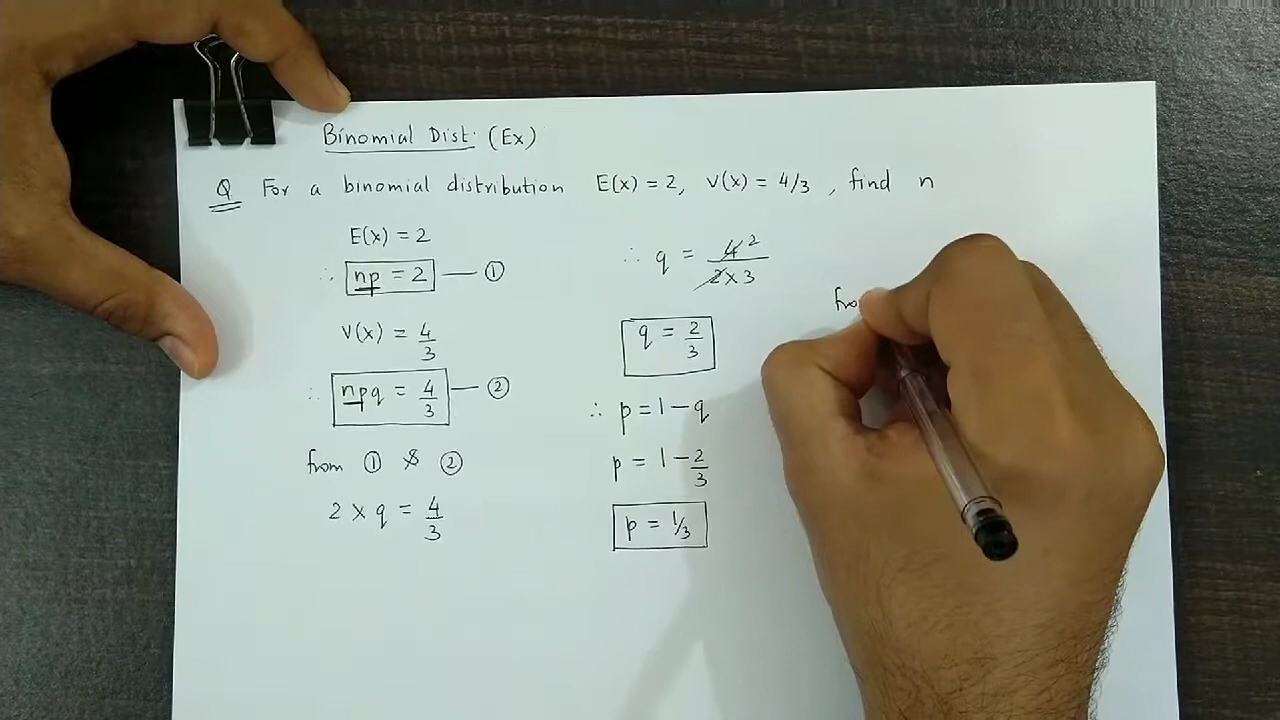 Binomial Dist. (Ex)
Q For a binomial distribution E(x) = 2, V(x) = 4/3, find n
E(x) = 2
∴ np = 2 — ①
V(x) = 4/3
∴ npq = 4/3 — ②
from ① & ②
2 × q = 4/3
∴ q = 4 2 / 2×3
q = 2/3
∴ p = 1 − q
p = 1 − 2/3
p = 1/3